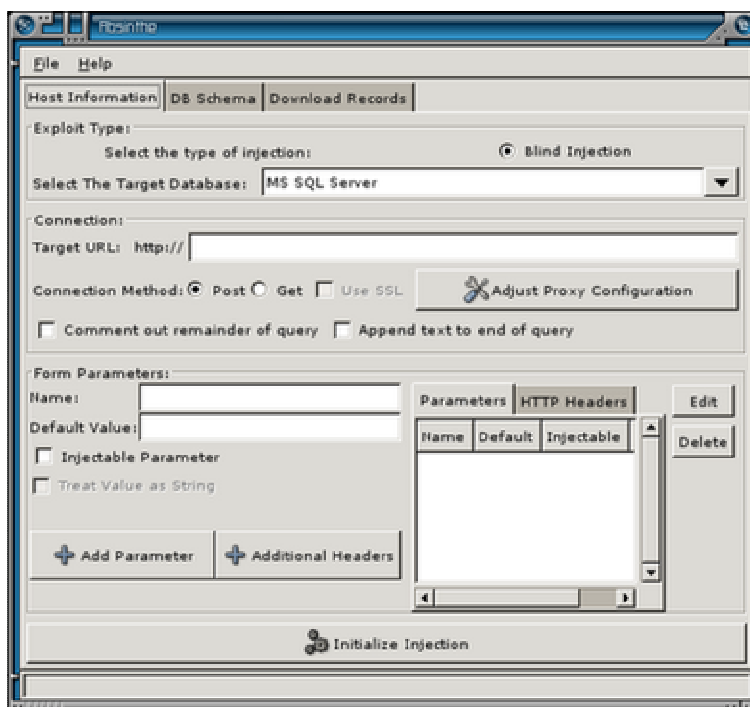 Absinthe
File Help
Host Information DB Schema Download Records
Exploit Type:
Select the type of injection: Blind Injection
Select The Target Database: MS SQL Server
Connection:
Target URL: http://
Connection Method: Post Get Use SSL Adjust Proxy Configuration
Comment out remainder of query Append text to end of query
Form Parameters:
Name: Parameters HTTP Headers Edit
Default Value: Name Default Injectable Delete
Injectable Parameter
Treat Value as String
Add Parameter Additional Headers
Initialize Injection